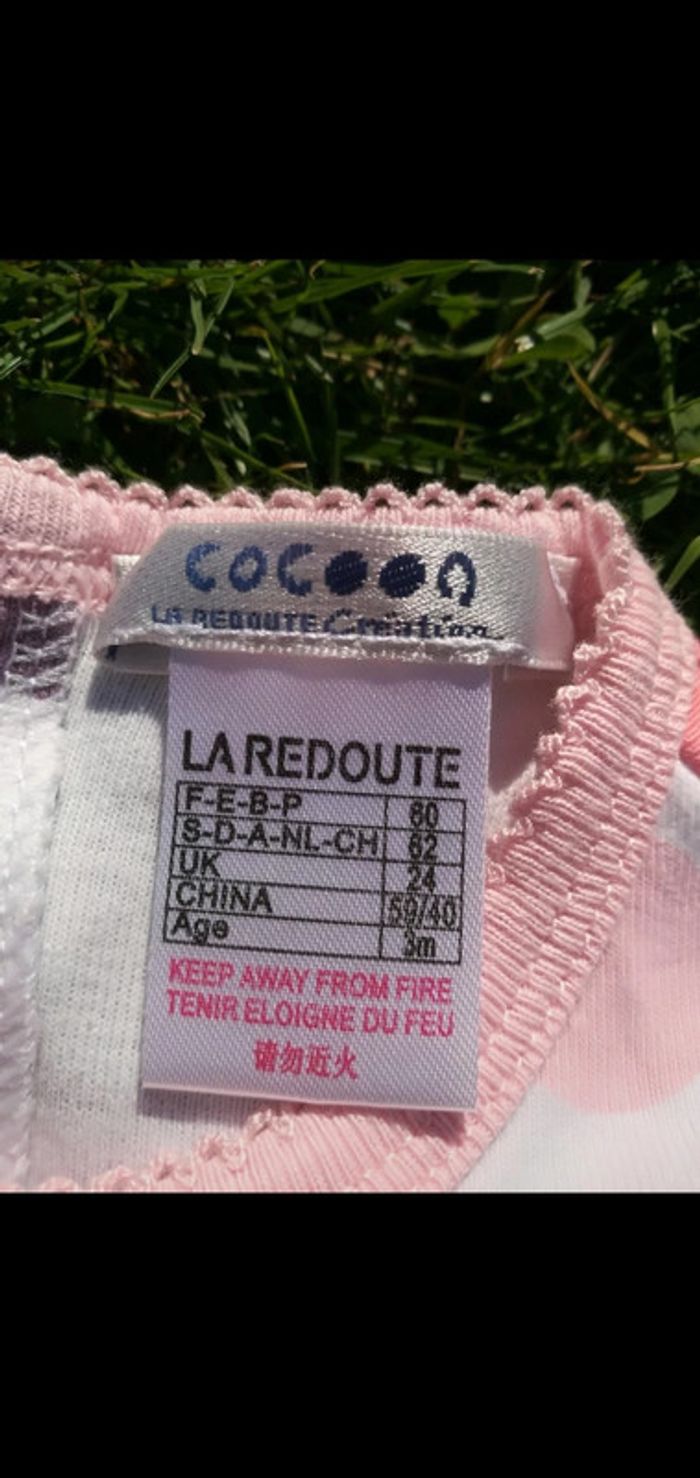 COCOON
LA REDOUTE Création
LA REDOUTE
F-E-B-P 60
S-D-A-NL-CH 62
UK 24
CHINA 59/40
Age 3m
KEEP AWAY FROM FIRE
TENIR ELOIGNE DU FEU
请勿近火